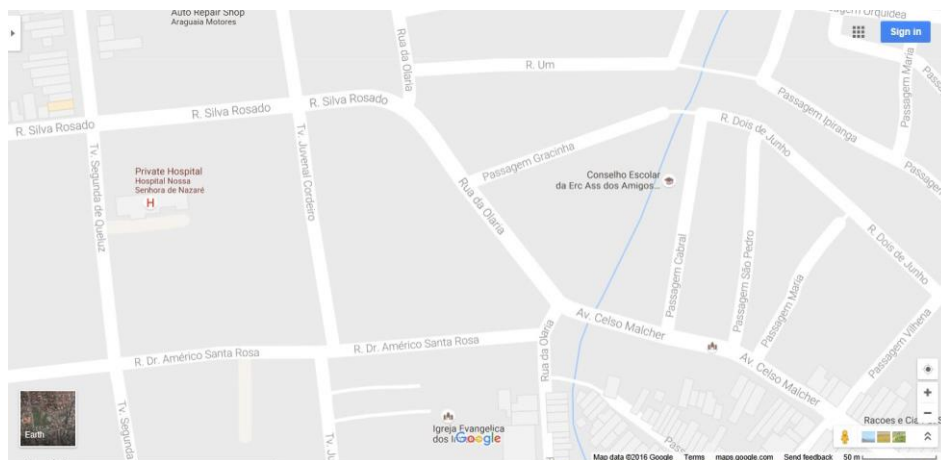 Auto Repair Shop
Araguaia Motores
Passagem Orquidea
Sign in
Rua da Olaria
R. Um
Passagem Maria
Passagem Ipiranga
R. Silva Rosado
R. Silva Rosado
R. Silva Rosado
R. Dois de Junho
Passagem Gracinha
Tv. Segunda de Queluz
Tv. Juvenal Cordeiro
Private Hospital
Hospital Nossa
Senhora de Nazaré
H
Conselho Escolar
da Erc Ass dos Amigos...
Rua da Olaria
R. Dois de Junho
Passagem Cabral
Passagem São Pedro
Passagem Maria
Av. Celso Malcher
Passagem Vilhena
Rua da Olaria
R. Dr. Américo Santa Rosa
R. Dr. Américo Santa Rosa
Av. Celso Malcher
Tv. Segunda
Tv. Ju
Earth
Igreja Evangelica
dos I
Google
Racoes e Cia
Map data ©2016 Google Terms maps.google.com Send feedback 50 m